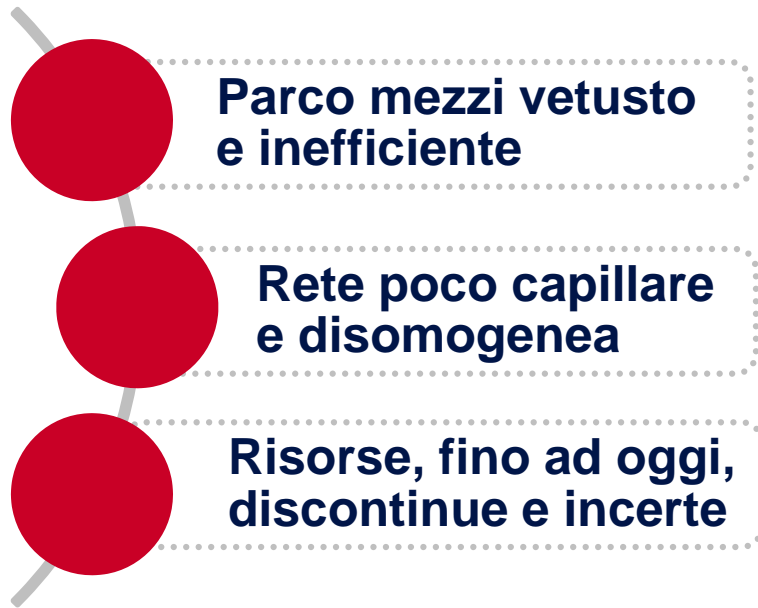 Parco mezzi vetusto
e inefficiente
Rete poco capillare
e disomogenea
Risorse, fino ad oggi,
discontinue e incerte